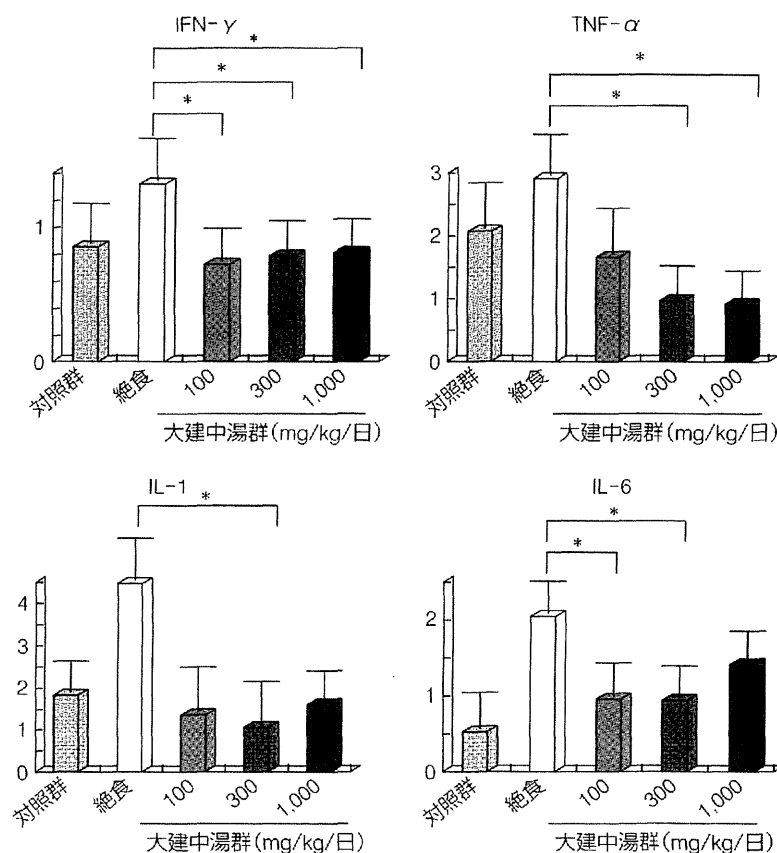 IFN-γ
*
*
*
1
0
対照群
絶食
100
300
1,000
大建中湯群(mg/kg/日)
TNF-α
*
*
3
2
1
0
対照群
絶食
100
300
1,000
大建中湯群(mg/kg/日)
IL-1
*
4
3
2
1
0
対照群
絶食
100
300
1,000
大建中湯群(mg/kg/日)
IL-6
*
*
2
1
0
対照群
絶食
100
300
1,000
大建中湯群(mg/kg/日)